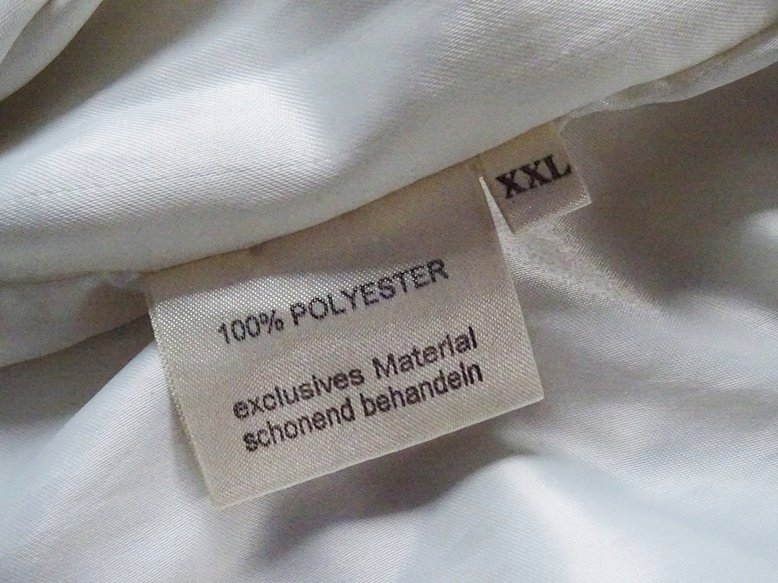 XXL
100% POLYESTER
exclusives Material
schonend behandeln